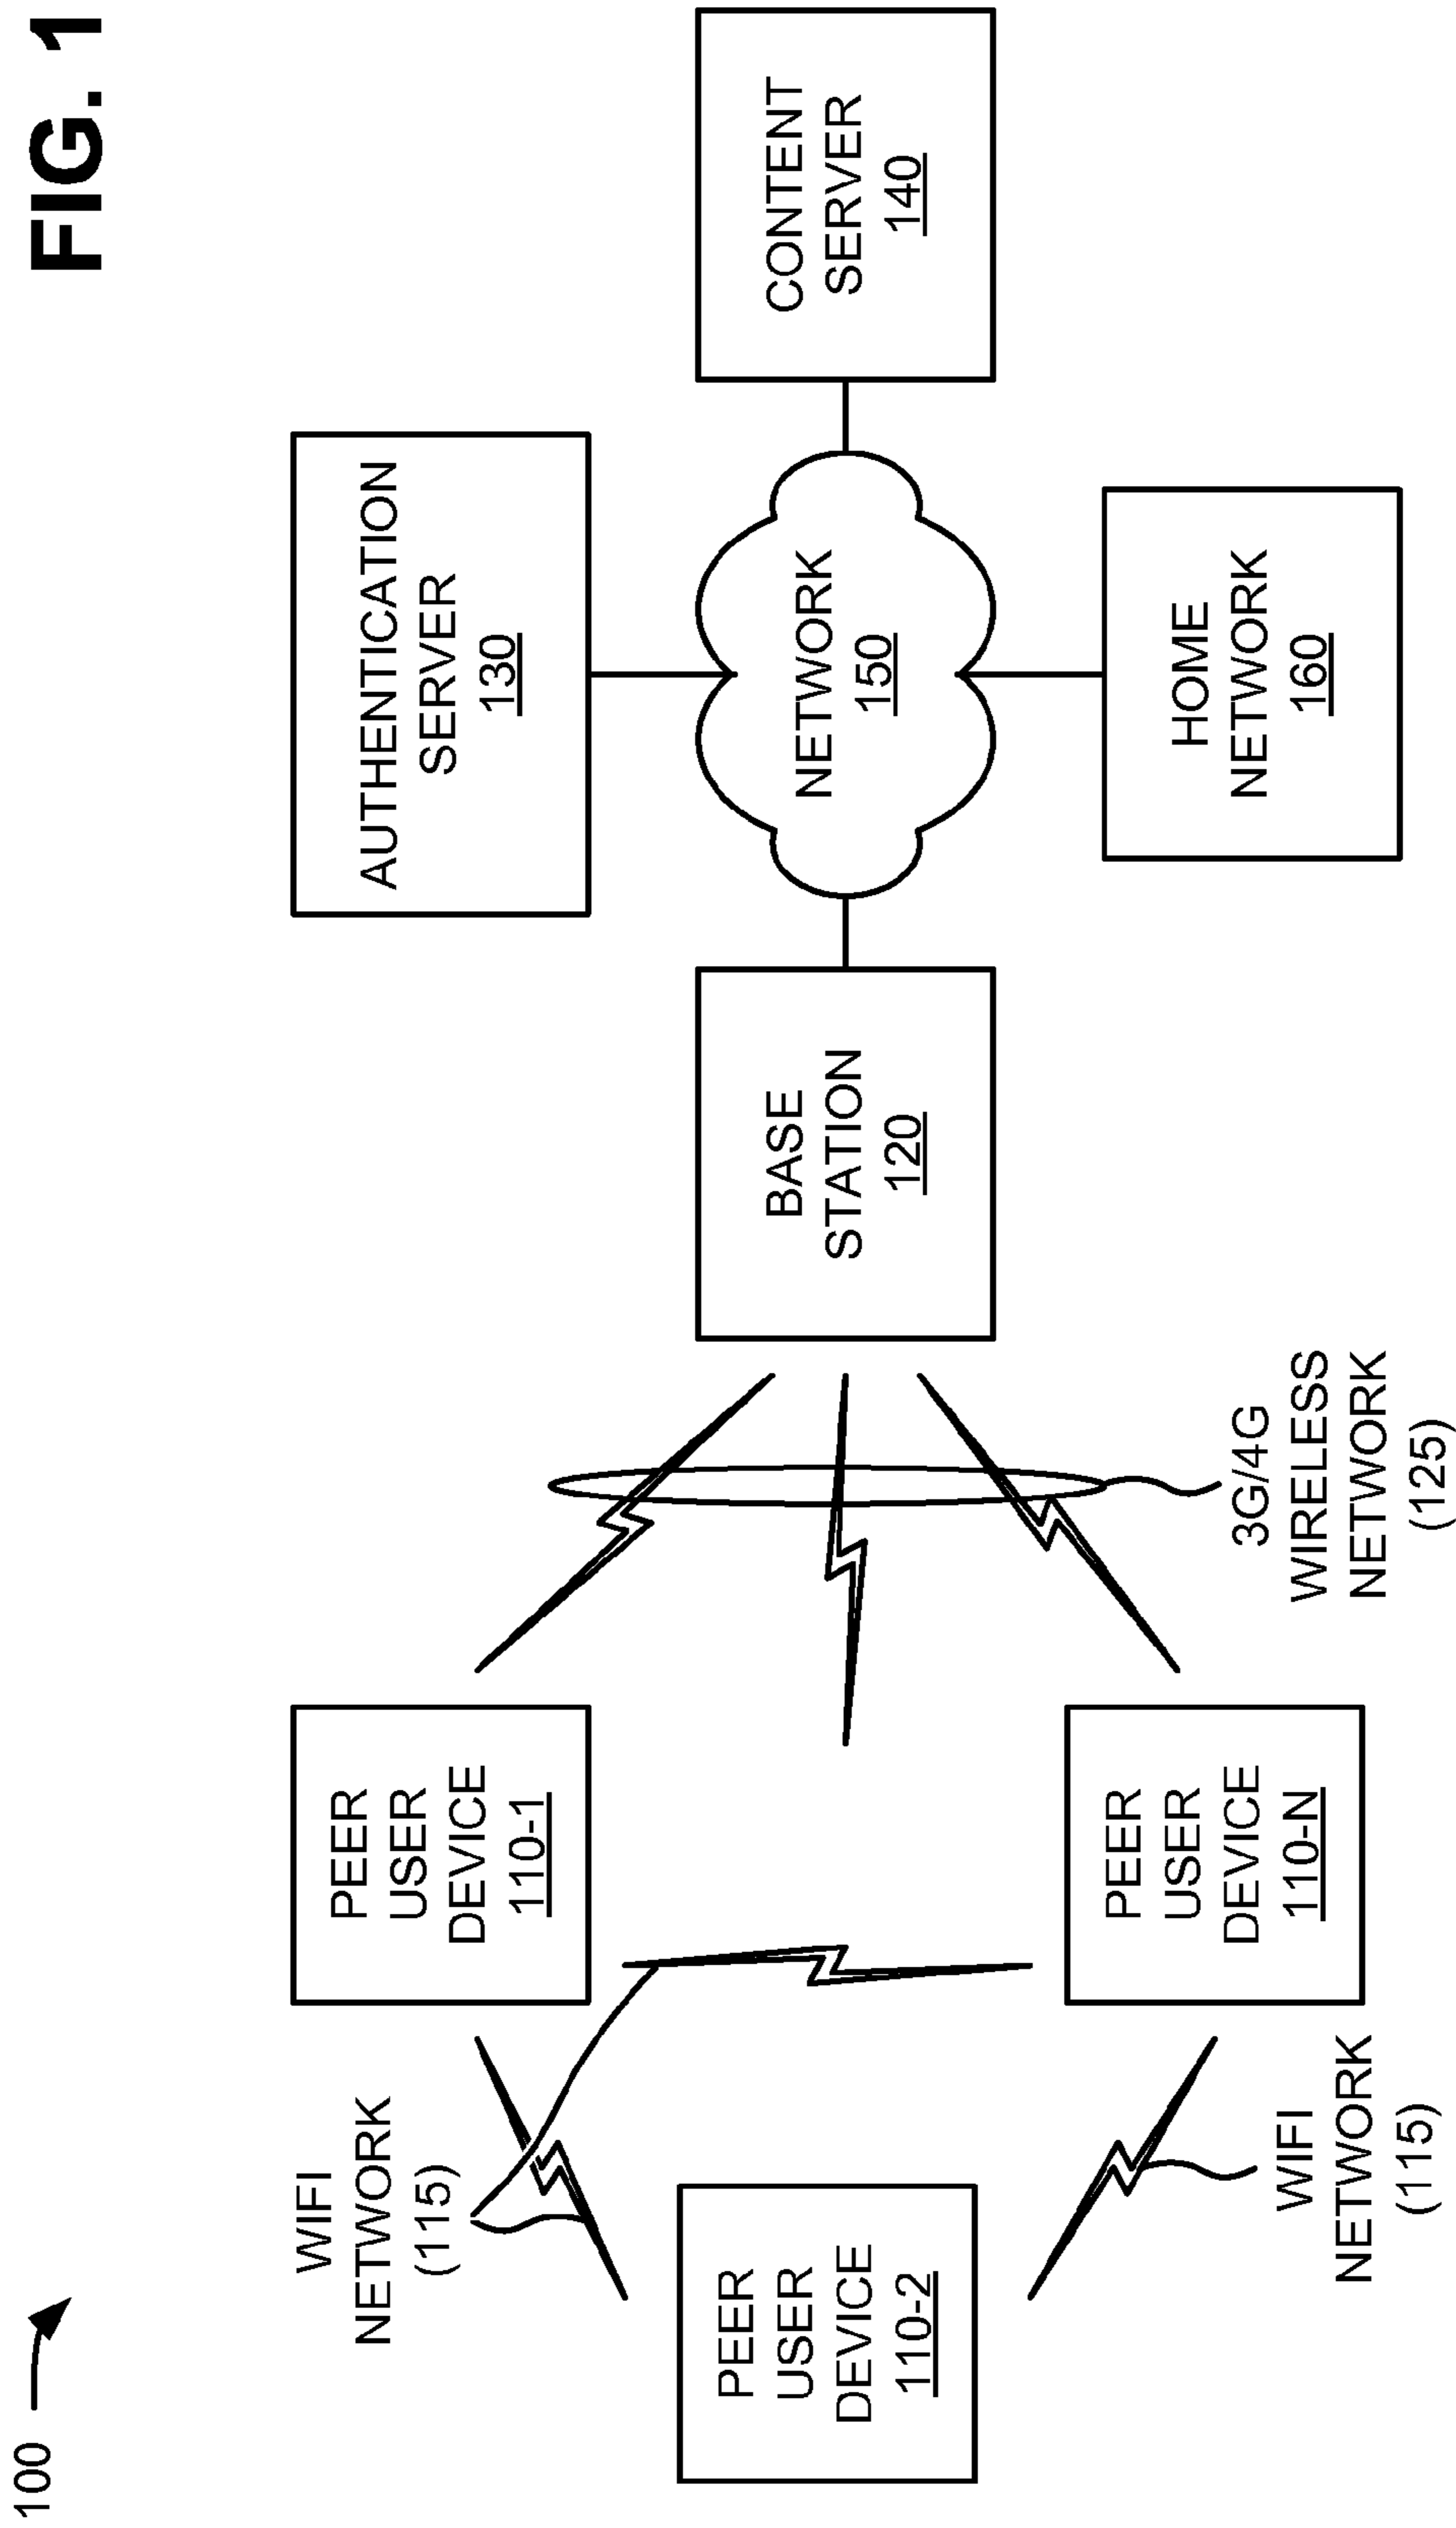 FIG. 1
100
WIFI
NETWORK
(115)
PEER
USER
DEVICE
110-1
AUTHENTICATION
SERVER
130
PEER
USER
DEVICE
110-2
BASE
STATION
120
NETWORK
150
CONTENT
SERVER
140
WIFI
NETWORK
(115)
PEER
USER
DEVICE
110-N
3G/4G
WIRELESS
NETWORK
(125)
HOME
NETWORK
160